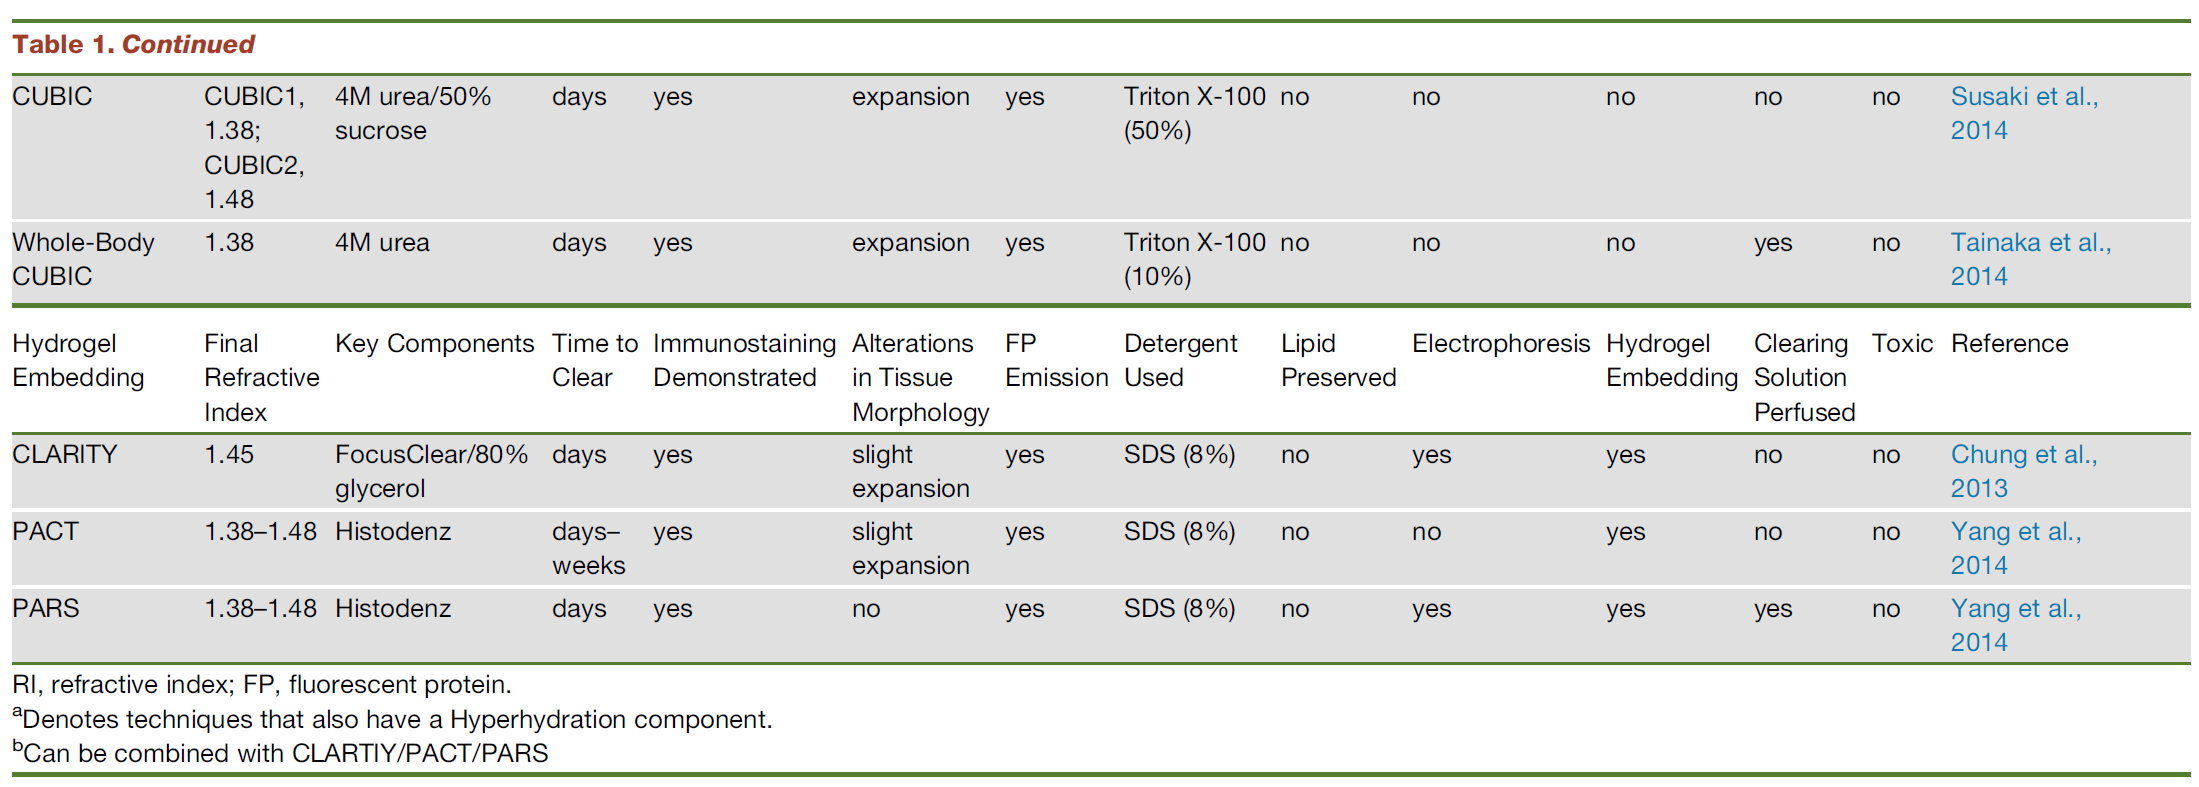 Table 1. Continued
CUBIC CUBIC1, 4M urea/50% days yes expansion yes Triton X-100 no no no no no Susaki et al.,
1.38; sucrose (50%) 2014
CUBIC2,
1.48
Whole-Body 1.38 4M urea days yes expansion yes Triton X-100 no no no yes no Tainaka et al.,
CUBIC (10%) 2014
Hydrogel Final Key Components Time to Immunostaining Alterations FP Detergent Lipid Electrophoresis Hydrogel Clearing Toxic Reference
Embedding Refractive Clear Demonstrated in Tissue Emission Used Preserved Embedding Solution
Index Morphology Perfused
CLARITY 1.45 FocusClear/80% days yes slight yes SDS (8%) no yes yes no no Chung et al.,
glycerol expansion 2013
PACT 1.38–1.48 Histodenz days– yes slight yes SDS (8%) no no yes no no Yang et al.,
weeks expansion 2014
PARS 1.38–1.48 Histodenz days yes no yes SDS (8%) no yes yes yes no Yang et al.,
2014
RI, refractive index; FP, fluorescent protein.
aDenotes techniques that also have a Hyperhydration component.
bCan be combined with CLARTIY/PACT/PARS